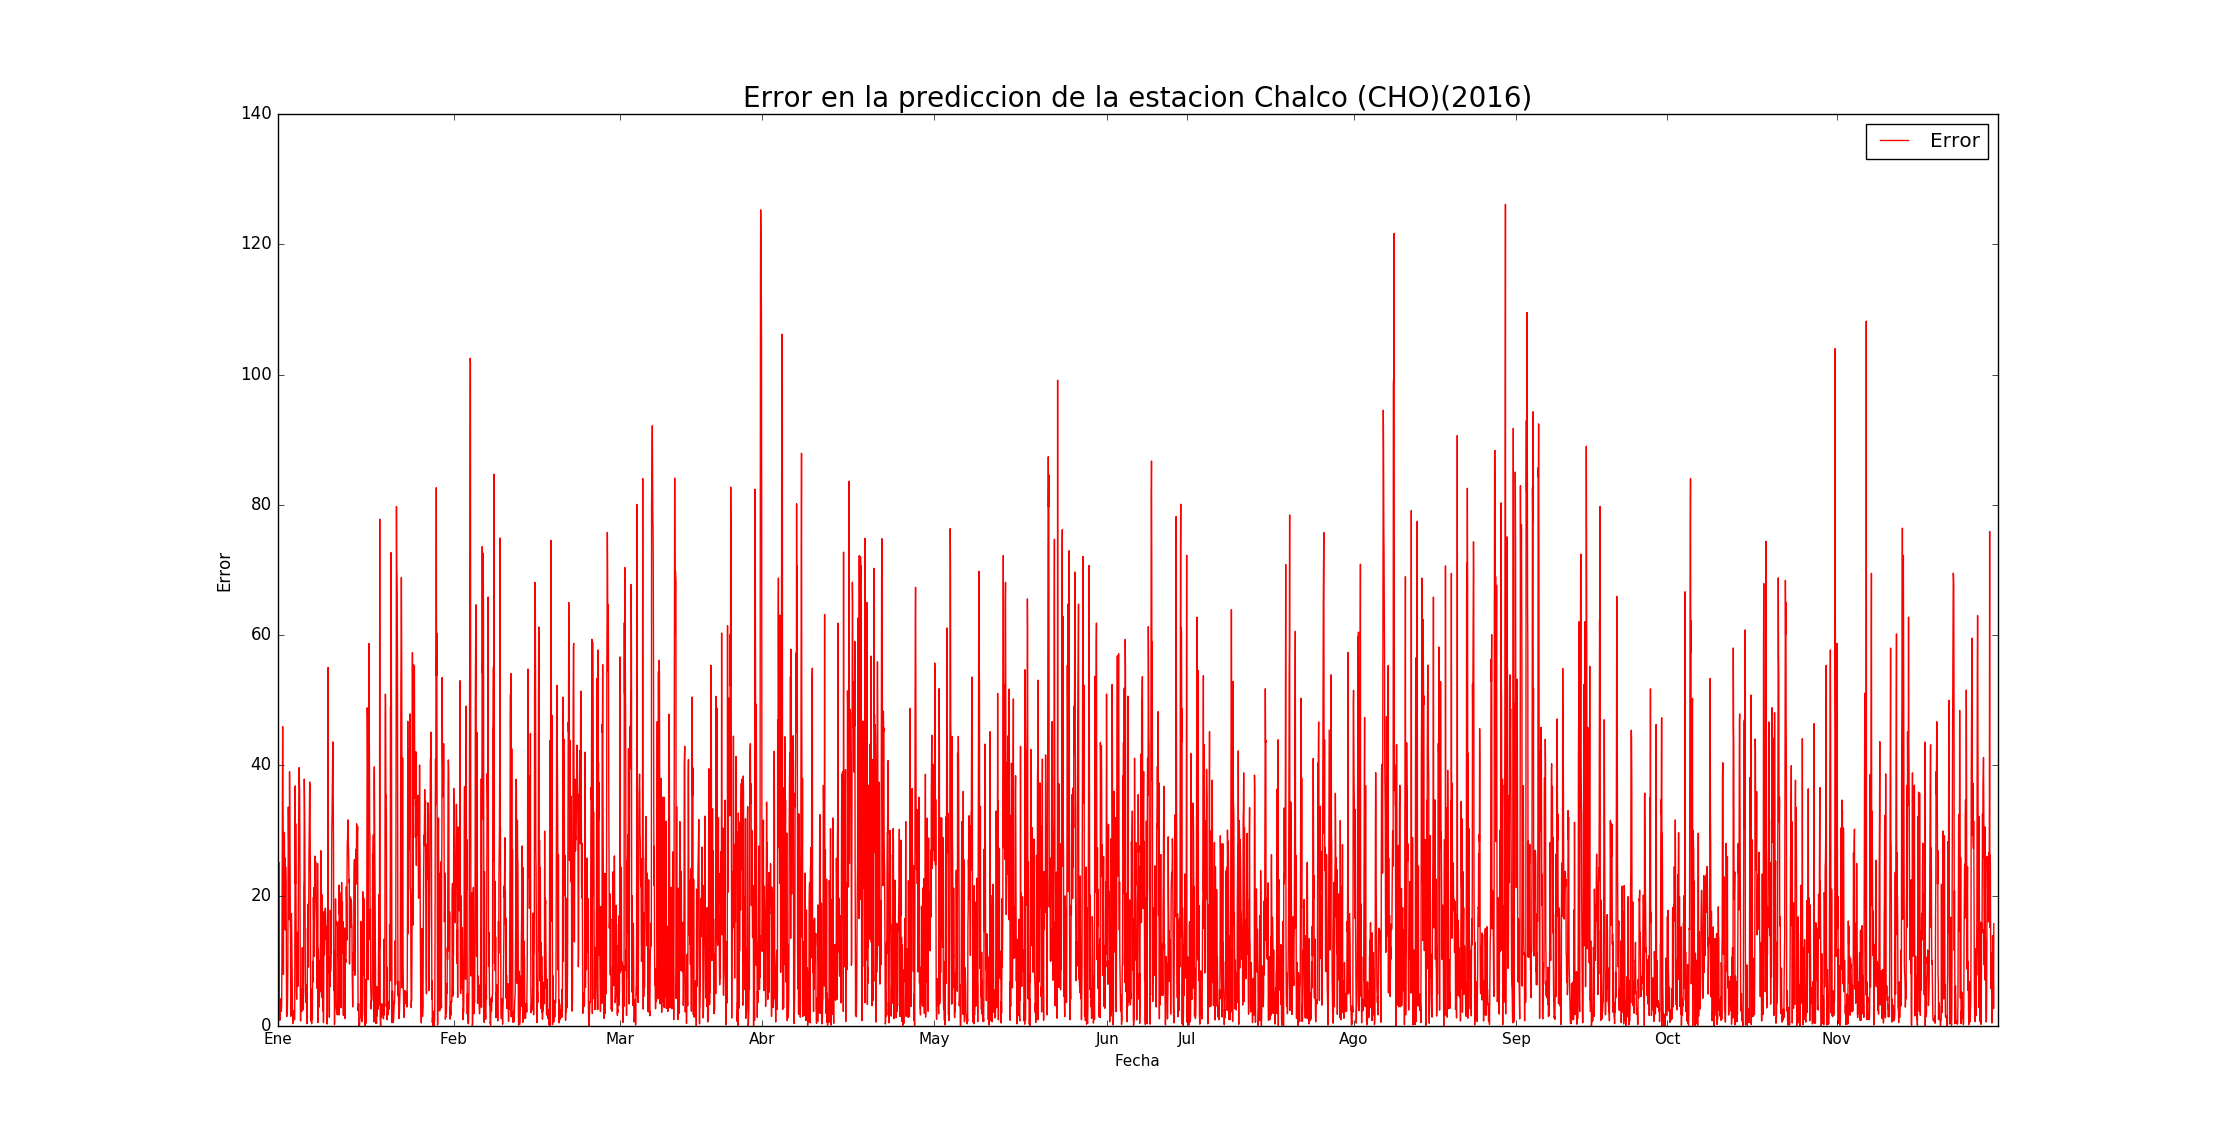 Error en la prediccion de la estacion Chalco (CHO)(2016)
140
Error
120
100
80
60
40
20
0
Error
Ene Feb Mar Abr May Jun Jul Ago Sep Oct Nov
Fecha